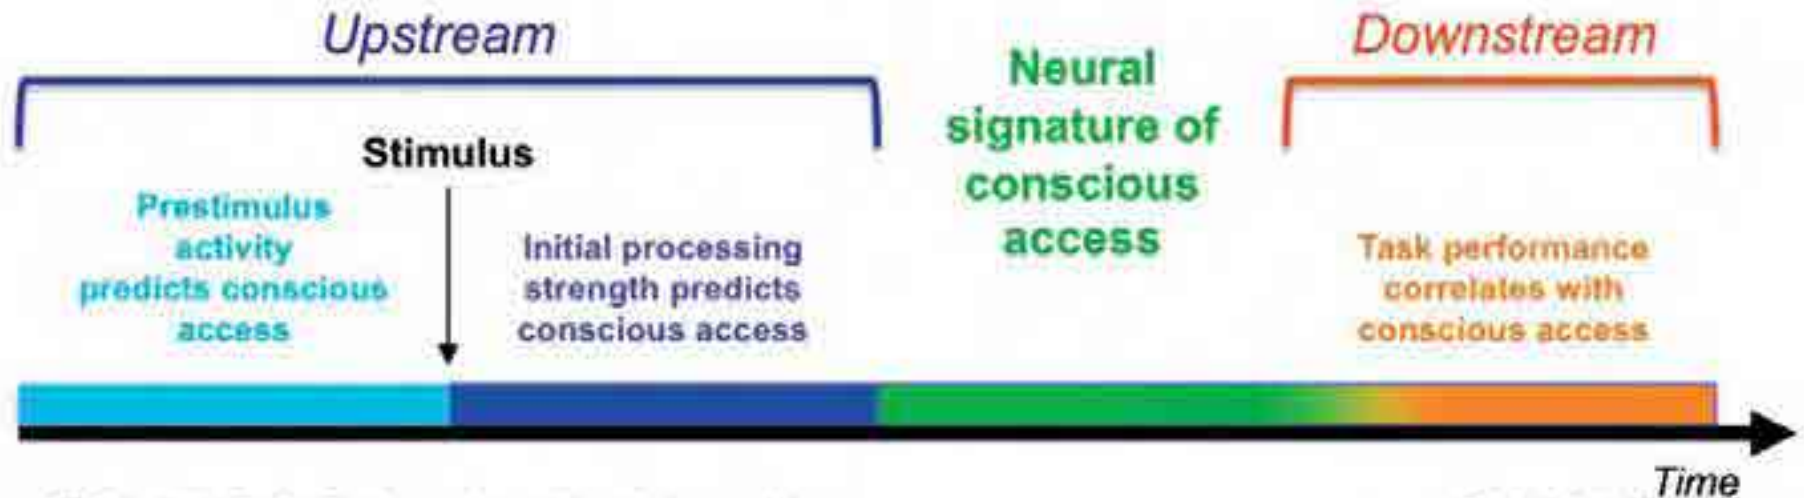 Upstream
Downstream
Stimulus
Prestimulus
activity
predicts conscious
access
Initial processing
strength predicts
conscious access
Neural
signature of
conscious
access
Task performance
correlates with
conscious access
Time